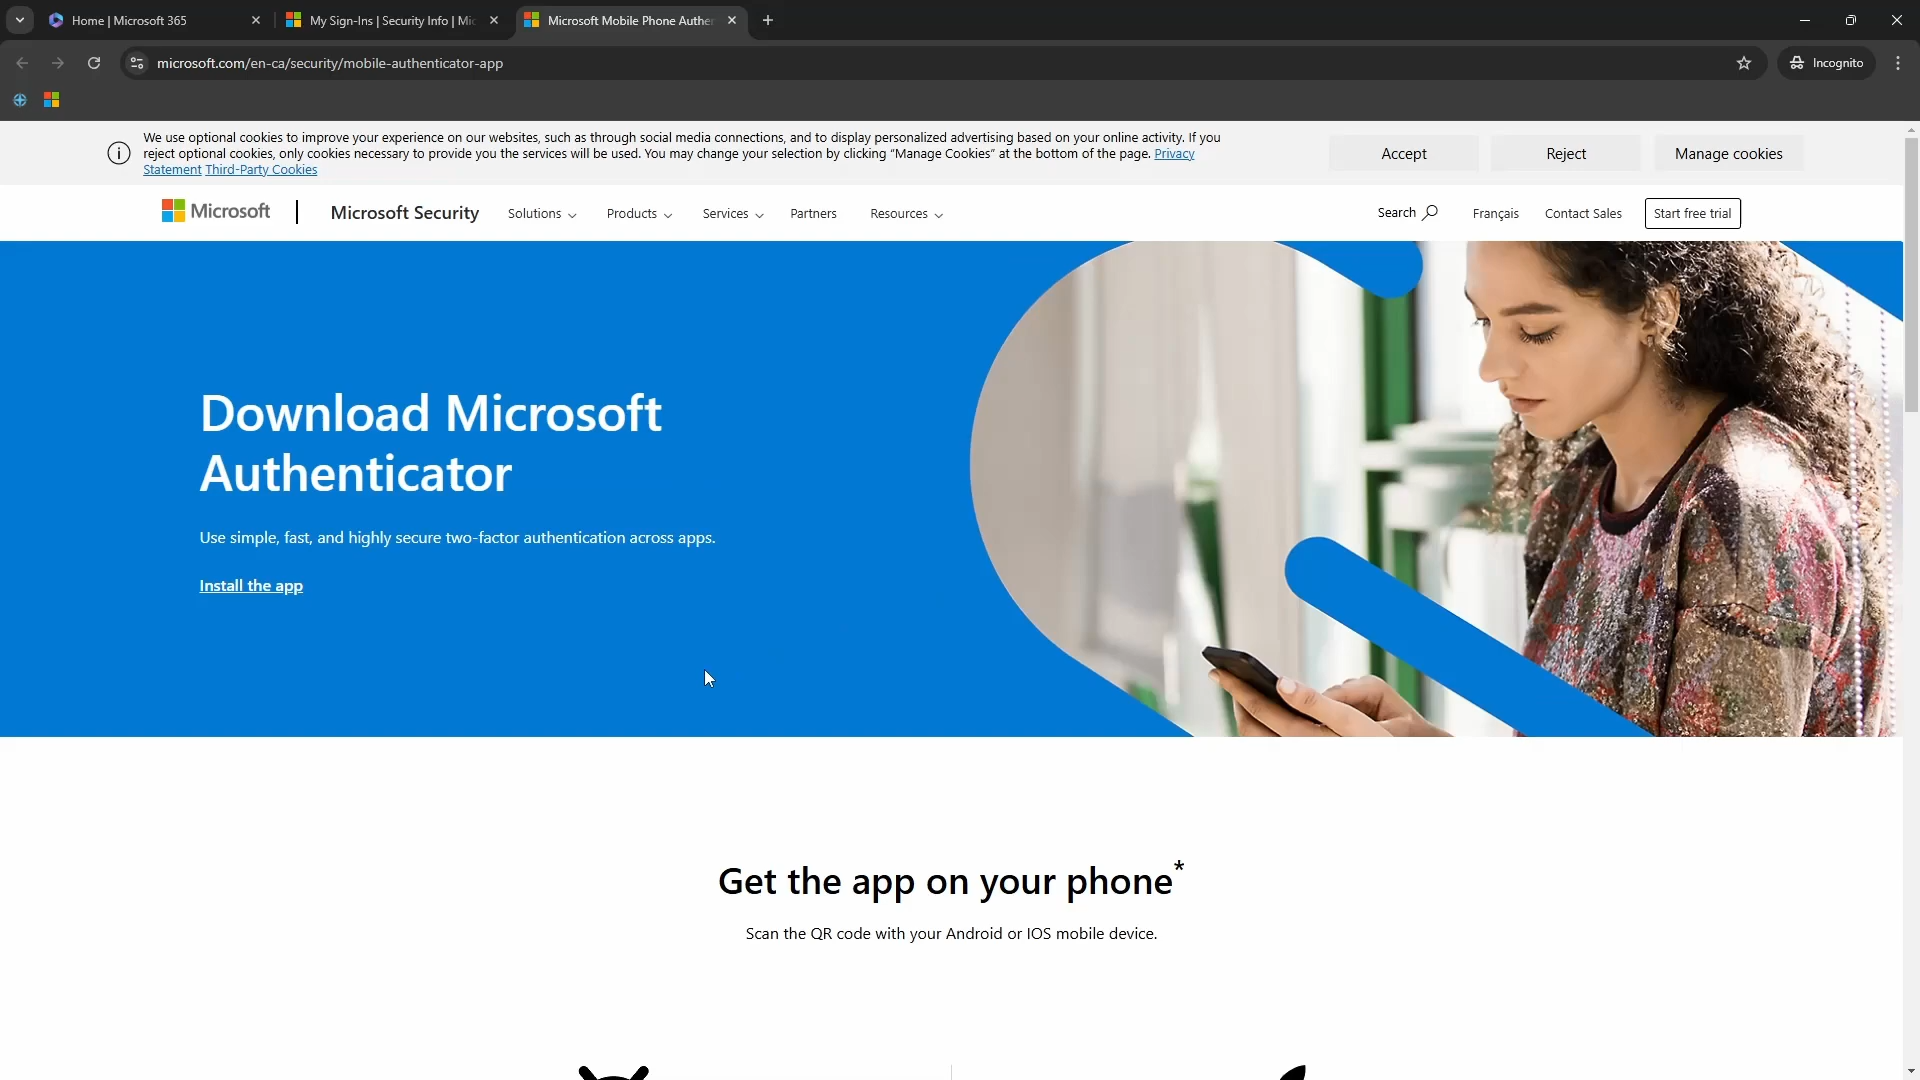 Home | Microsoft 365
My Sign-Ins | Security Info | Mic
Microsoft Mobile Phone Authen
microsoft.com/en-ca/security/mobile-authenticator-app
Incognito
We use optional cookies to improve your experience on our websites, such as through social media connections, and to display personalized advertising based on your online activity. If you
reject optional cookies, only cookies necessary to provide you the services will be used. You may change your selection by clicking “Manage Cookies” at the bottom of the page. Privacy
Statement Third-Party Cookies
Accept
Reject
Manage cookies
Microsoft
Microsoft Security
Solutions
Products
Services
Partners
Resources
Search
Français
Contact Sales
Start free trial
Download Microsoft
Authenticator
Use simple, fast, and highly secure two-factor authentication across apps.
Install the app
Get the app on your phone*
Scan the QR code with your Android or IOS mobile device.